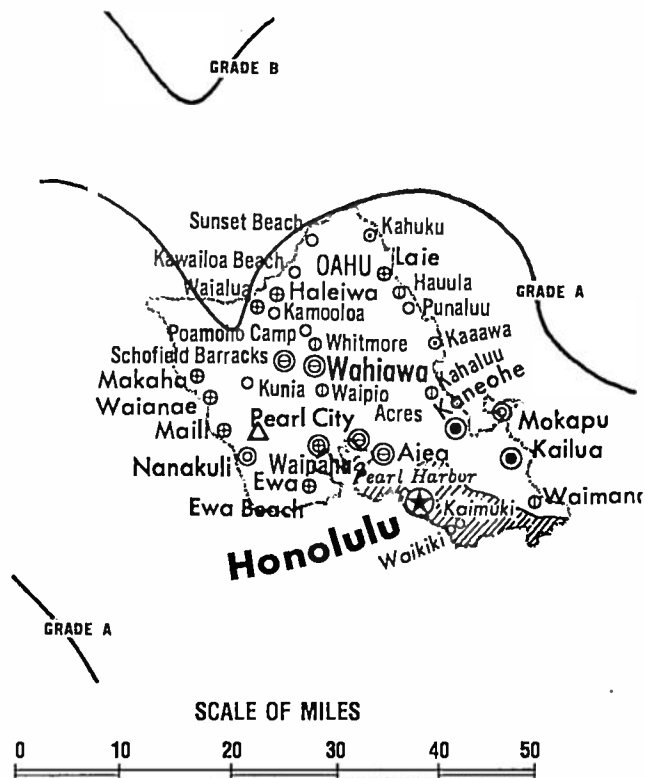 GRADE B
Sunset Beach
Kahuku
Kawailoa Beach
OAHU
Laie
Waialua
Haleiwa
Hauula
GRADE A
Kamooloa
Punaluu
Poamoho Camp
Whitmore
Kaaawa
Schofield Barracks
Wahiawa
Kahaluu
Makaha
Kunia
Waipio
Acres
Kaneohe
Waianae
Pearl City
Mokapu
Maili
Kailua
Nanakuli
Waipahu
Aiea
Pearl Harbor
Ewa
Waimana
Ewa Beach
Kaimuki
Honolulu
Waikiki
GRADE A
SCALE OF MILES
0 10 20 30 40 50